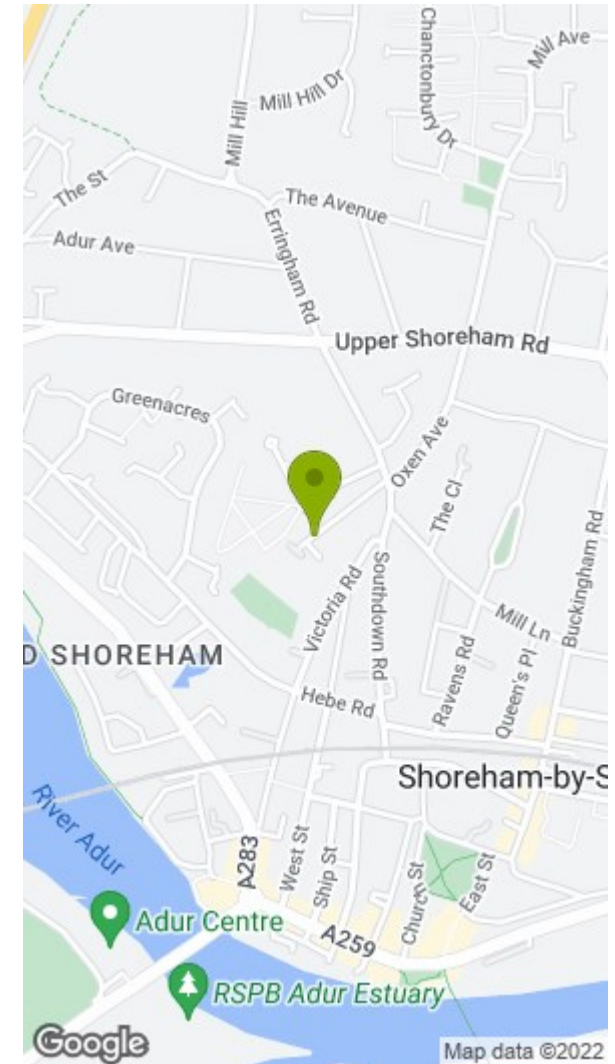 Chanctonbury Dr
Mill Ave
Mill Hill Dr
Mill Hill
The St
The Avenue
Adur Ave
Erringham Rd
Upper Shoreham Rd
Greenacres
Oxen Ave
The Cl
Buckingham Rd
Victoria Rd
Southdown Rd
Mill Ln
D SHOREHAM
Ravens Rd
Queen's Pl
Hebe Rd
Shoreham-by-S
River Adur
A283
West St
Ship St
Church St
East St
Adur Centre
A259
RSPB Adur Estuary
Google
Map data ©2022